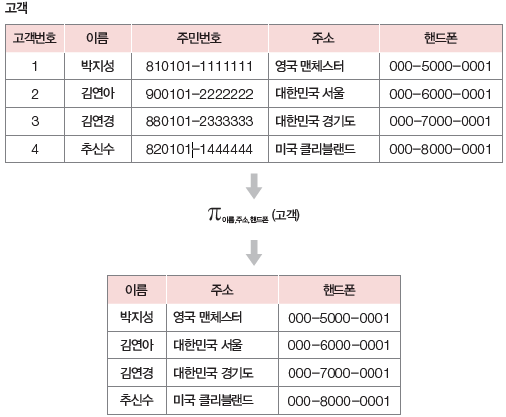 고객
고객번호 이름 주민번호 주소 핸드폰
1 박지성 810101-1111111 영국 맨체스터 000-5000-0001
2 김연아 900101-2222222 대한민국 서울 000-6000-0001
3 김연경 880101-2333333 대한민국 경기도 000-7000-0001
4 추신수 820101-1444444 미국 클리블랜드 000-8000-0001
π이름,주소,핸드폰 (고객)
이름 주소 핸드폰
박지성 영국 맨체스터 000-5000-0001
김연아 대한민국 서울 000-6000-0001
김연경 대한민국 경기도 000-7000-0001
추신수 미국 클리블랜드 000-8000-0001